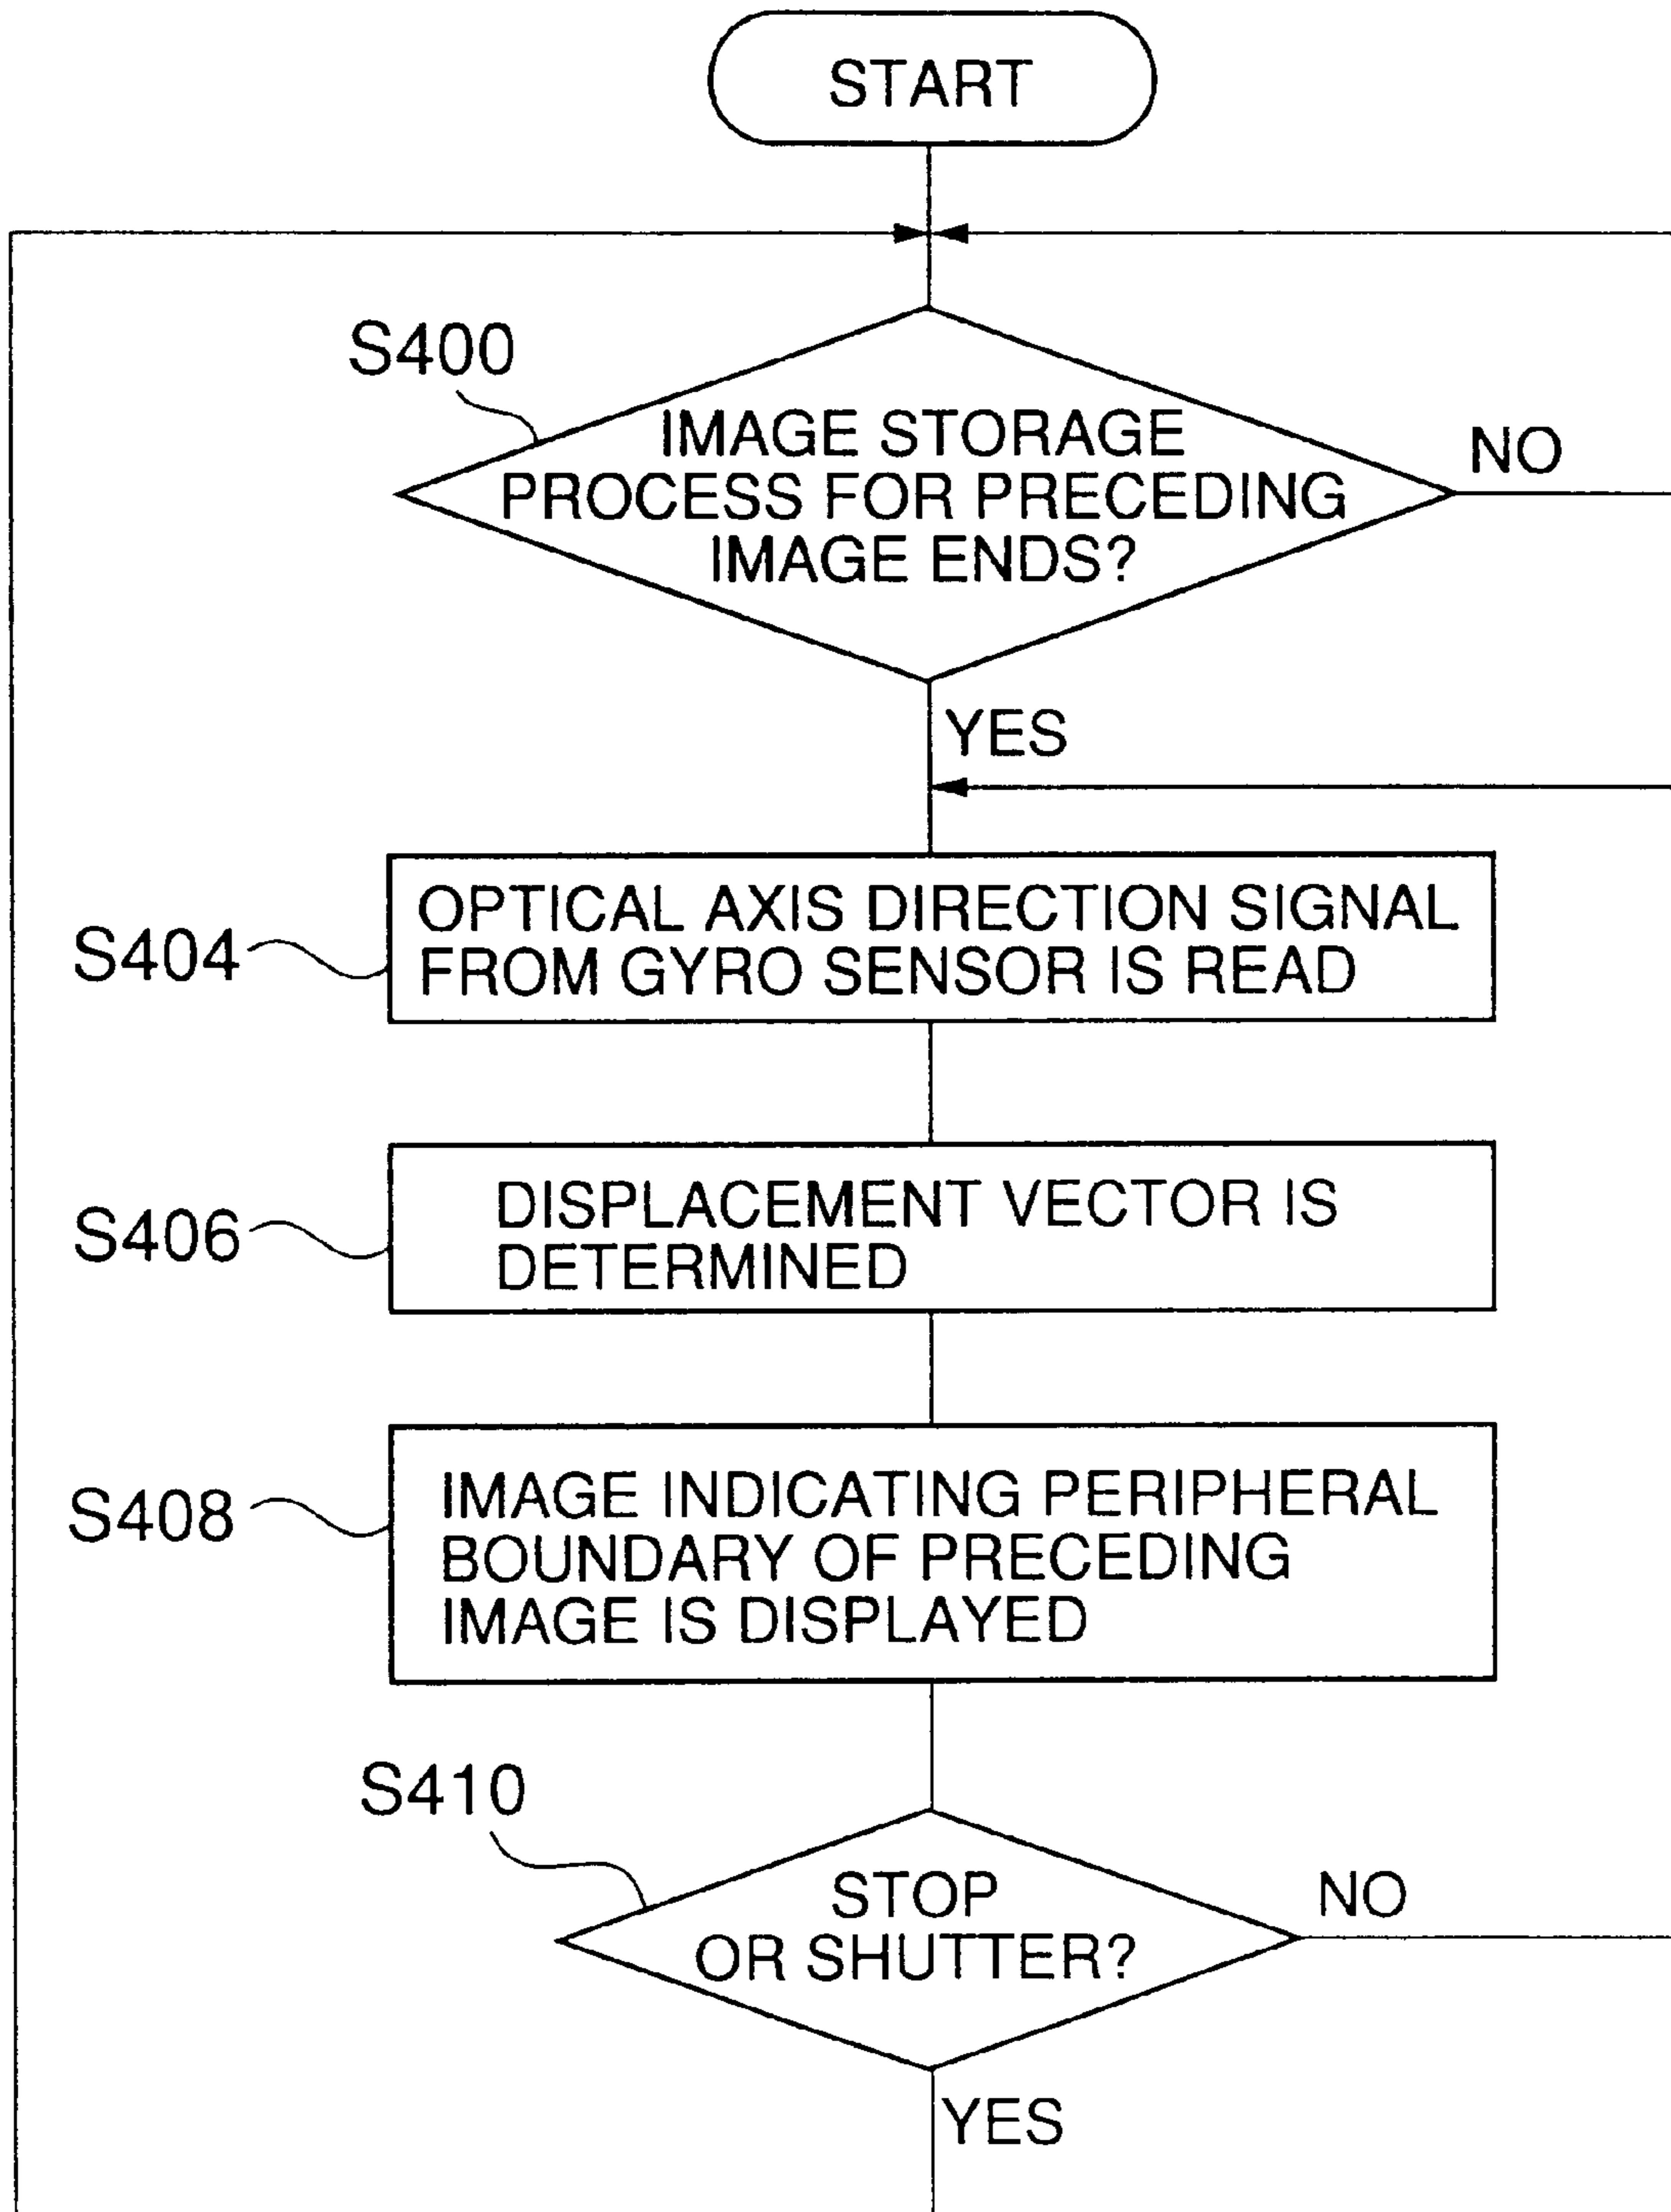 START
S400
IMAGE STORAGE
PROCESS FOR PRECEDING
IMAGE ENDS?
NO
YES
S404
OPTICAL AXIS DIRECTION SIGNAL
FROM GYRO SENSOR IS READ
S406
DISPLACEMENT VECTOR IS
DETERMINED
S408
IMAGE INDICATING PERIPHERAL
BOUNDARY OF PRECEDING
IMAGE IS DISPLAYED
S410
STOP
OR SHUTTER?
NO
YES